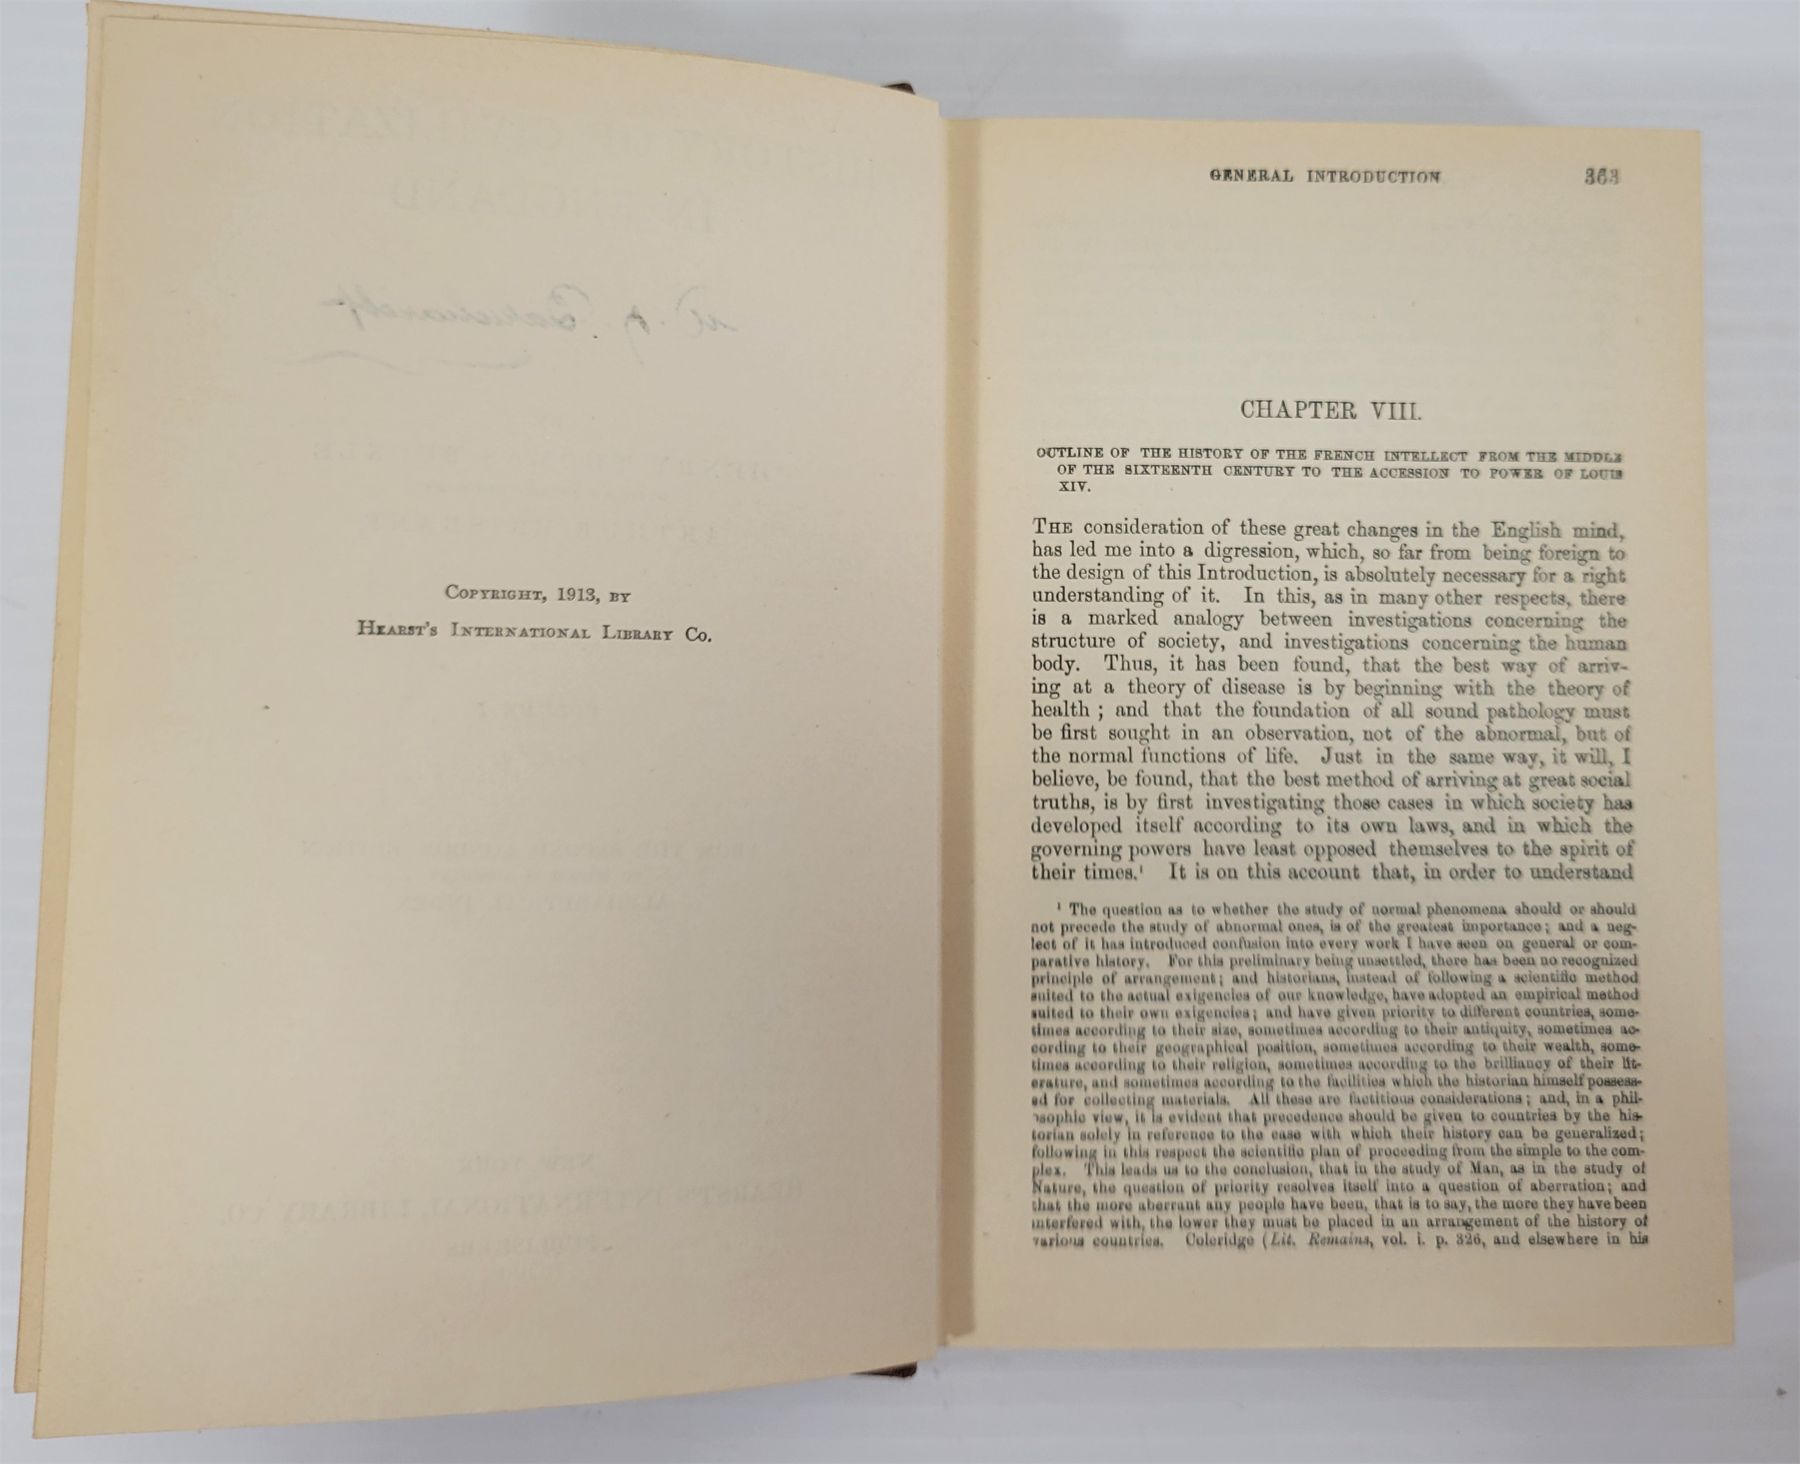 COPYRIGHT, 1913, BY
HEARST'S INTERNATIONAL LIBRARY CO.
GENERAL INTRODUCTION 363
CHAPTER VIII.
OUTLINE OF THE HISTORY OF THE FRENCH INTELLECT FROM THE MIDDLE
OF THE SIXTEENTH CENTURY TO THE ACCESSION TO POWER OF LOUIS
XIV.
THE consideration of these great changes in the English mind,
has led me into a digression, which, so far from being foreign to
the design of this Introduction, is absolutely necessary for a right
understanding of it. In this, as in many other respects, there
is a marked analogy between investigations concerning the
structure of society, and investigations concerning the human
body. Thus, it has been found, that the best way of arriv-
ing at a theory of disease is by beginning with the theory of
health ; and that the foundation of all sound pathology must
be first sought in an observation, not of the abnormal, but of
the normal functions of life. Just in the same way, it will, I
believe, be found, that the best method of arriving at great social
truths, is by first investigating those cases in which society has
developed itself according to its own laws, and in which the
governing powers have least opposed themselves to the spirit of
their times.¹ It is on this account that, in order to understand
¹ The question as to whether the study of normal phenomena should or should
not precede the study of abnormal ones, is of the greatest importance; and a neg-
lect of it has introduced confusion into every work I have seen on general or com-
parative history. For this preliminary being unsettled, there has been no recognized
principle of arrangement; and historians, instead of following a scientific method
suited to the actual exigencies of our knowledge, have adopted an empirical method
suited to their own exigencies; and have given priority to different countries, some-
times according to their size, sometimes according to their antiquity, sometimes ac-
cording to their geographical position, sometimes according to their wealth, some-
times according to their religion, sometimes according to the brilliancy of their lit-
erature, and sometimes according to the facilities which the historian himself possess-
ed for collecting materials. All these are factitious considerations; and, in a phil-
osophic view, it is evident that precedence should be given to countries by the his-
torian solely in reference to the ease with which their history can be generalized;
following in this respect the scientific plan of proceeding from the simple to the com-
plex. This leads us to the conclusion, that in the study of Man, as in the study of
Nature, the question of priority resolves itself into a question of aberration; and
that the more aberrant any people have been, that is to say, the more they have been
interfered with, the lower they must be placed in an arrangement of the history of
various countries. Coleridge (Lit. Remains, vol. i. p. 326, and elsewhere in his